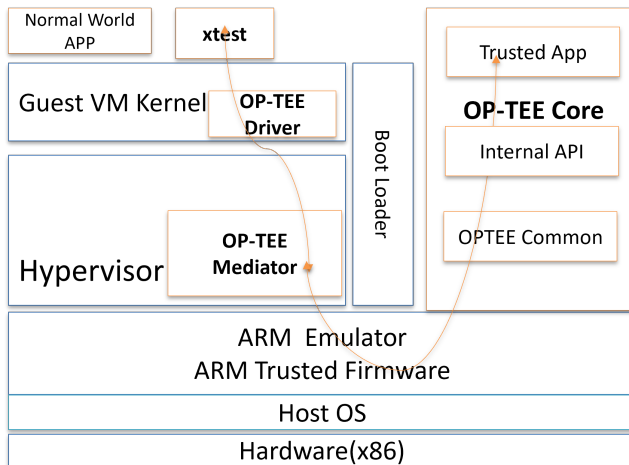 Normal World
APP
xtest
Guest VM Kernel
OP-TEE
Driver
Boot Loader
Trusted App
OP-TEE Core
Internal API
OPTEE Common
OP-TEE
Mediator
Hypervisor
ARM Emulator
ARM Trusted Firmware
Host OS
Hardware(x86)